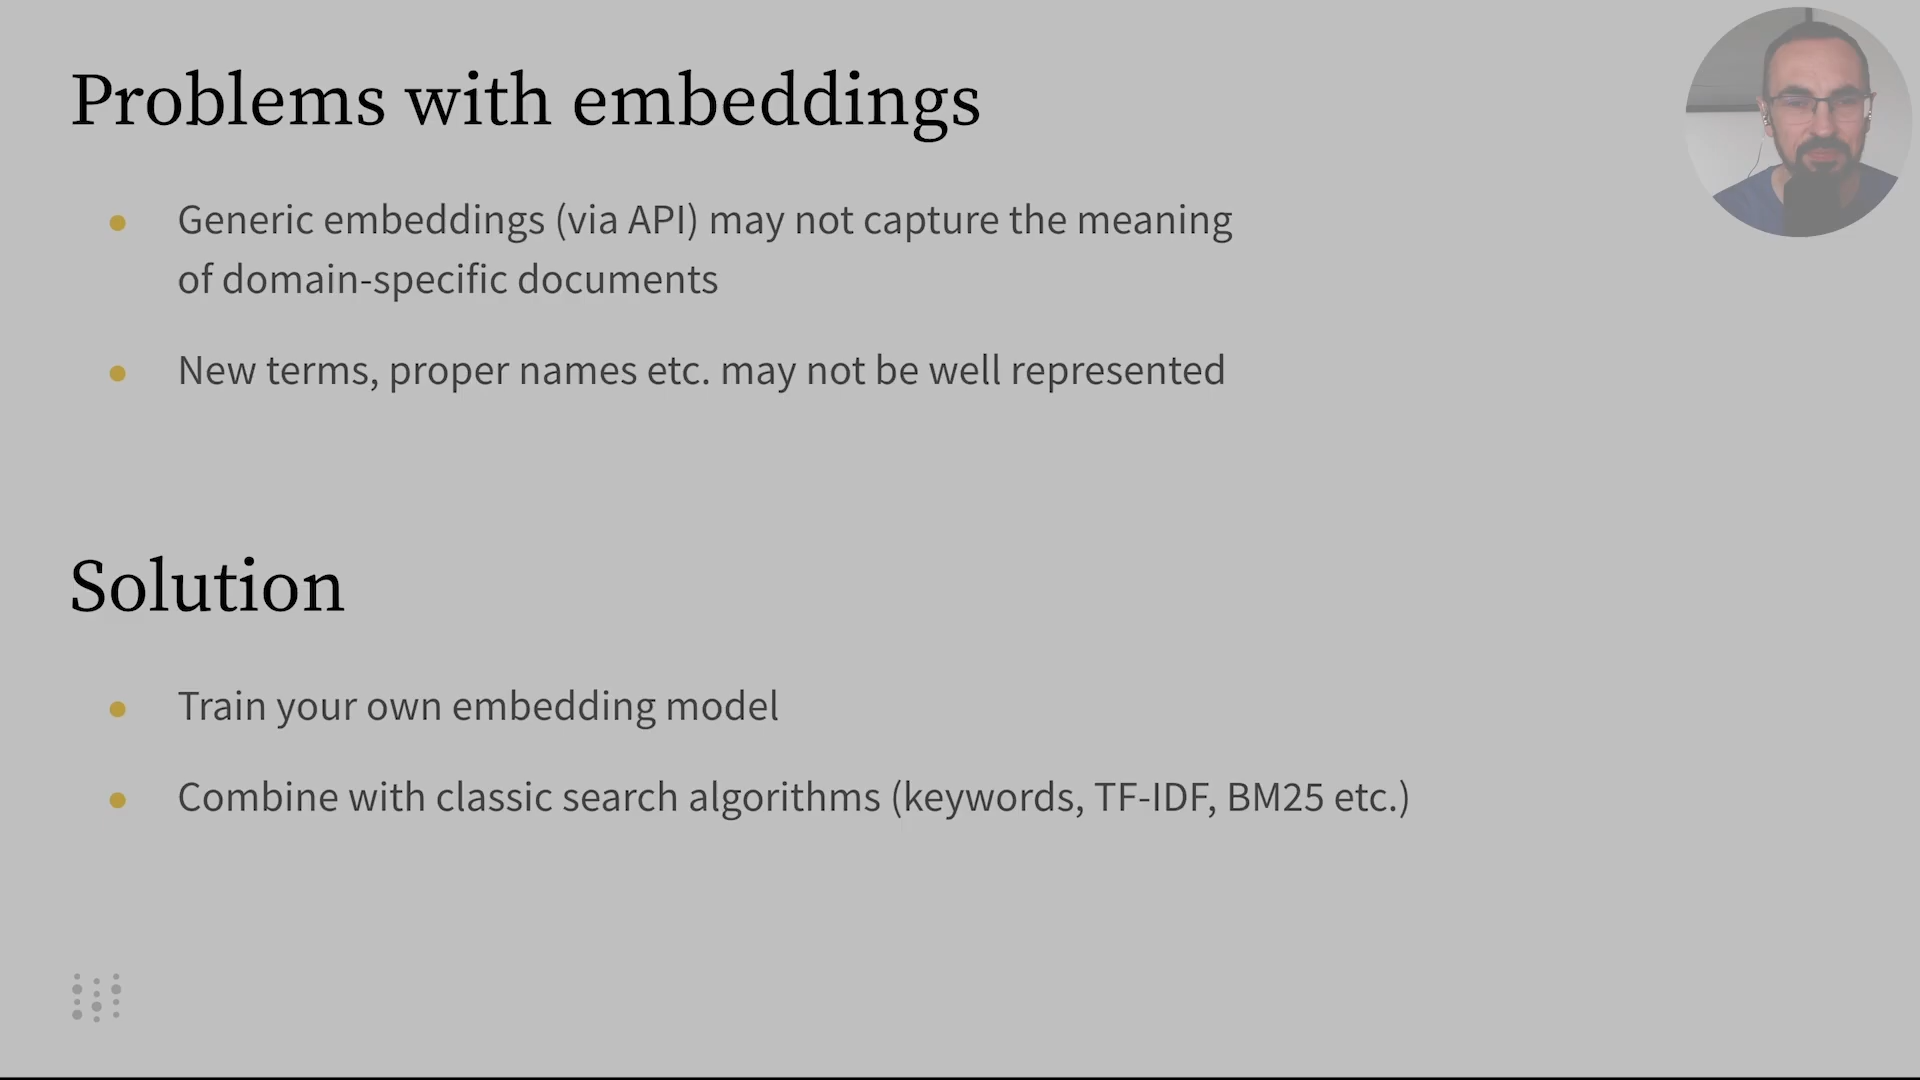 Problems with embeddings
Generic embeddings (via API) may not capture the meaning
of domain-specific documents
New terms, proper names etc. may not be well represented
Solution
Train your own embedding model
Combine with classic search algorithms (keywords, TF-IDF, BM25 etc.)